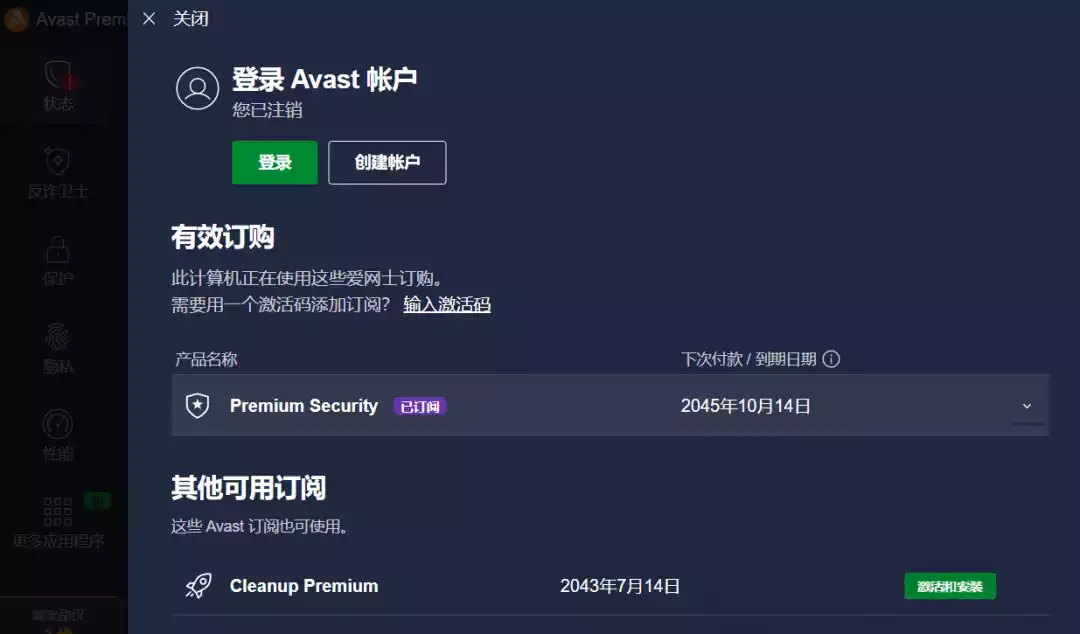 Avast Premi
关闭
登录 Avast 帐户
您已注销
登录
创建帐户
状态
反诈卫士
保护
隐私
性能
更多应用程序
有效订购
此计算机正在使用这些爱网士订购。
需要用一个激活码添加订阅？ 输入激活码
产品名称
下次付款 / 到期日期
Premium Security 已订阅 2045年10月14日
其他可用订阅
这些 Avast 订阅也可使用。
Cleanup Premium 2043年7月14日 激活和安装